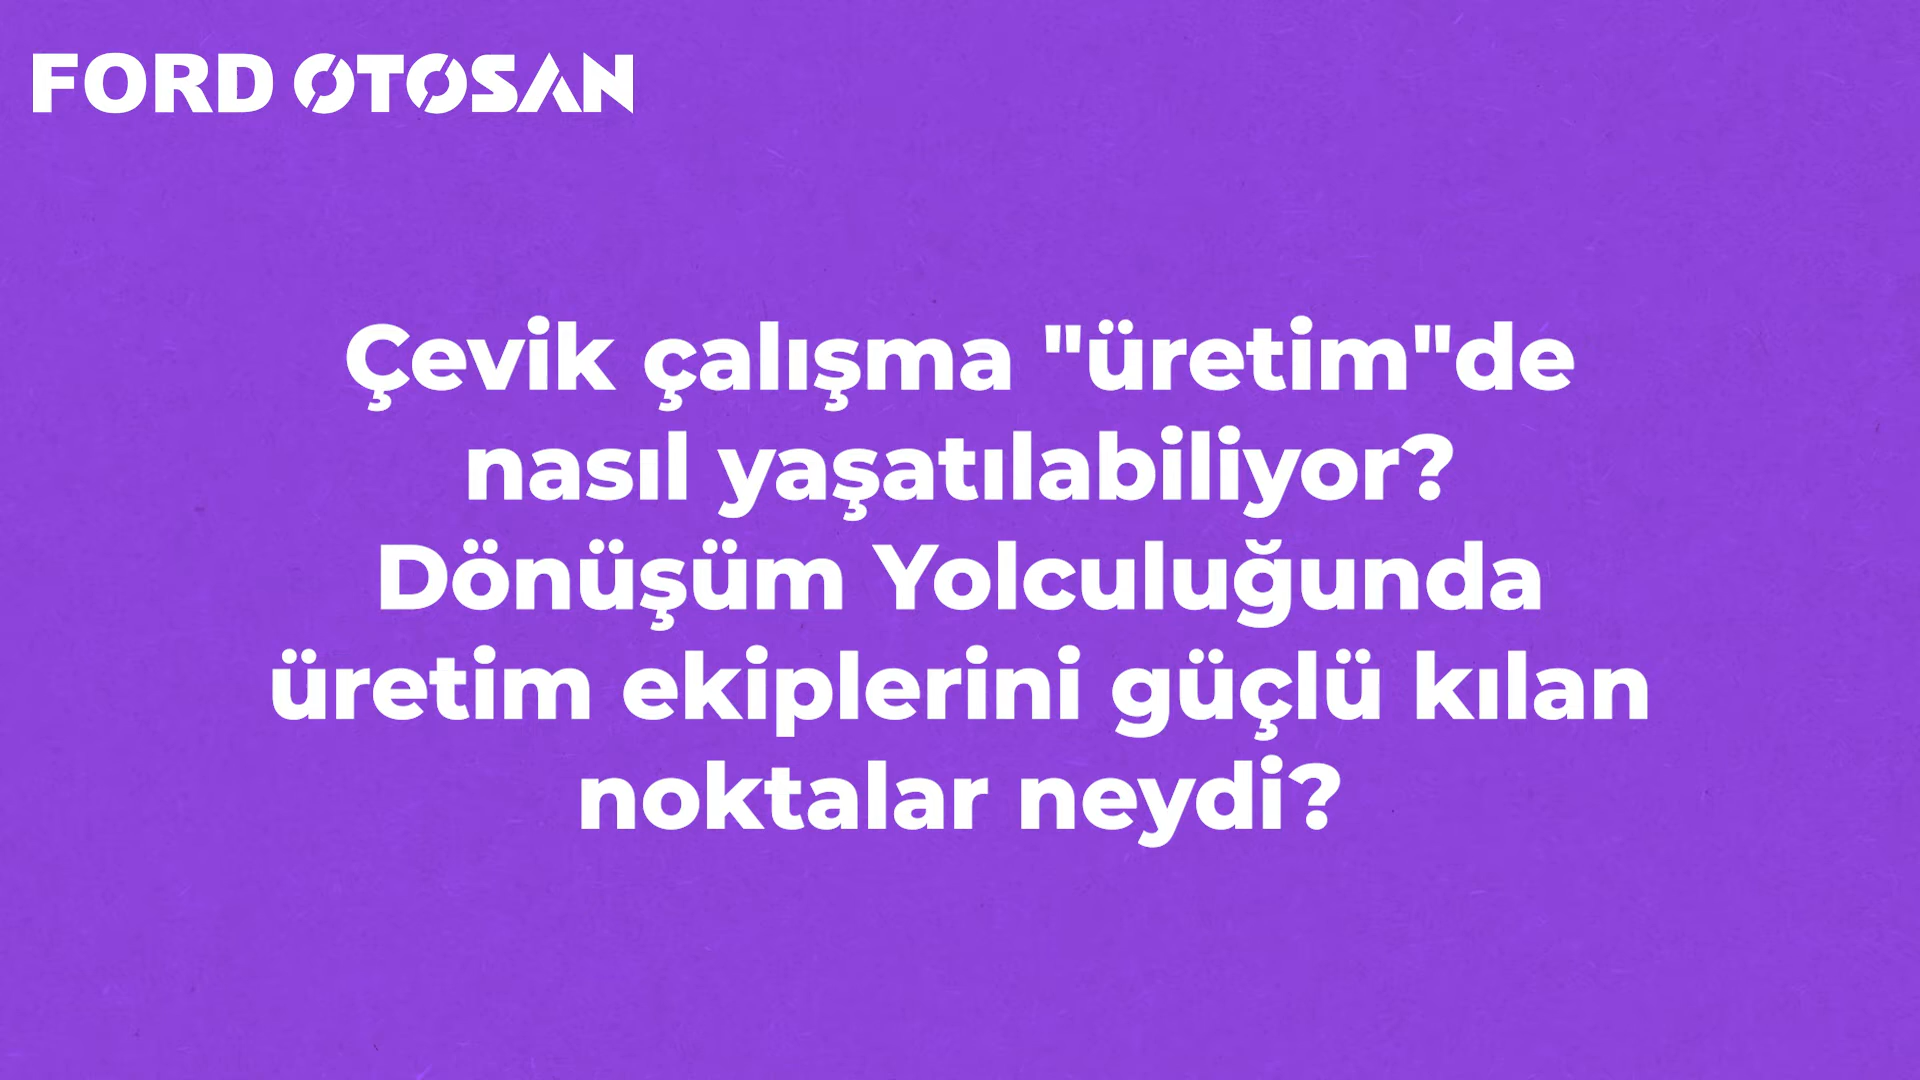 FORD OTOSAN
Çevik çalışma "üretim"de
nasıl yaşatılabiliyor?
Dönüşüm Yolculuğunda
üretim ekiplerini güçlü kılan
noktalar neydi?